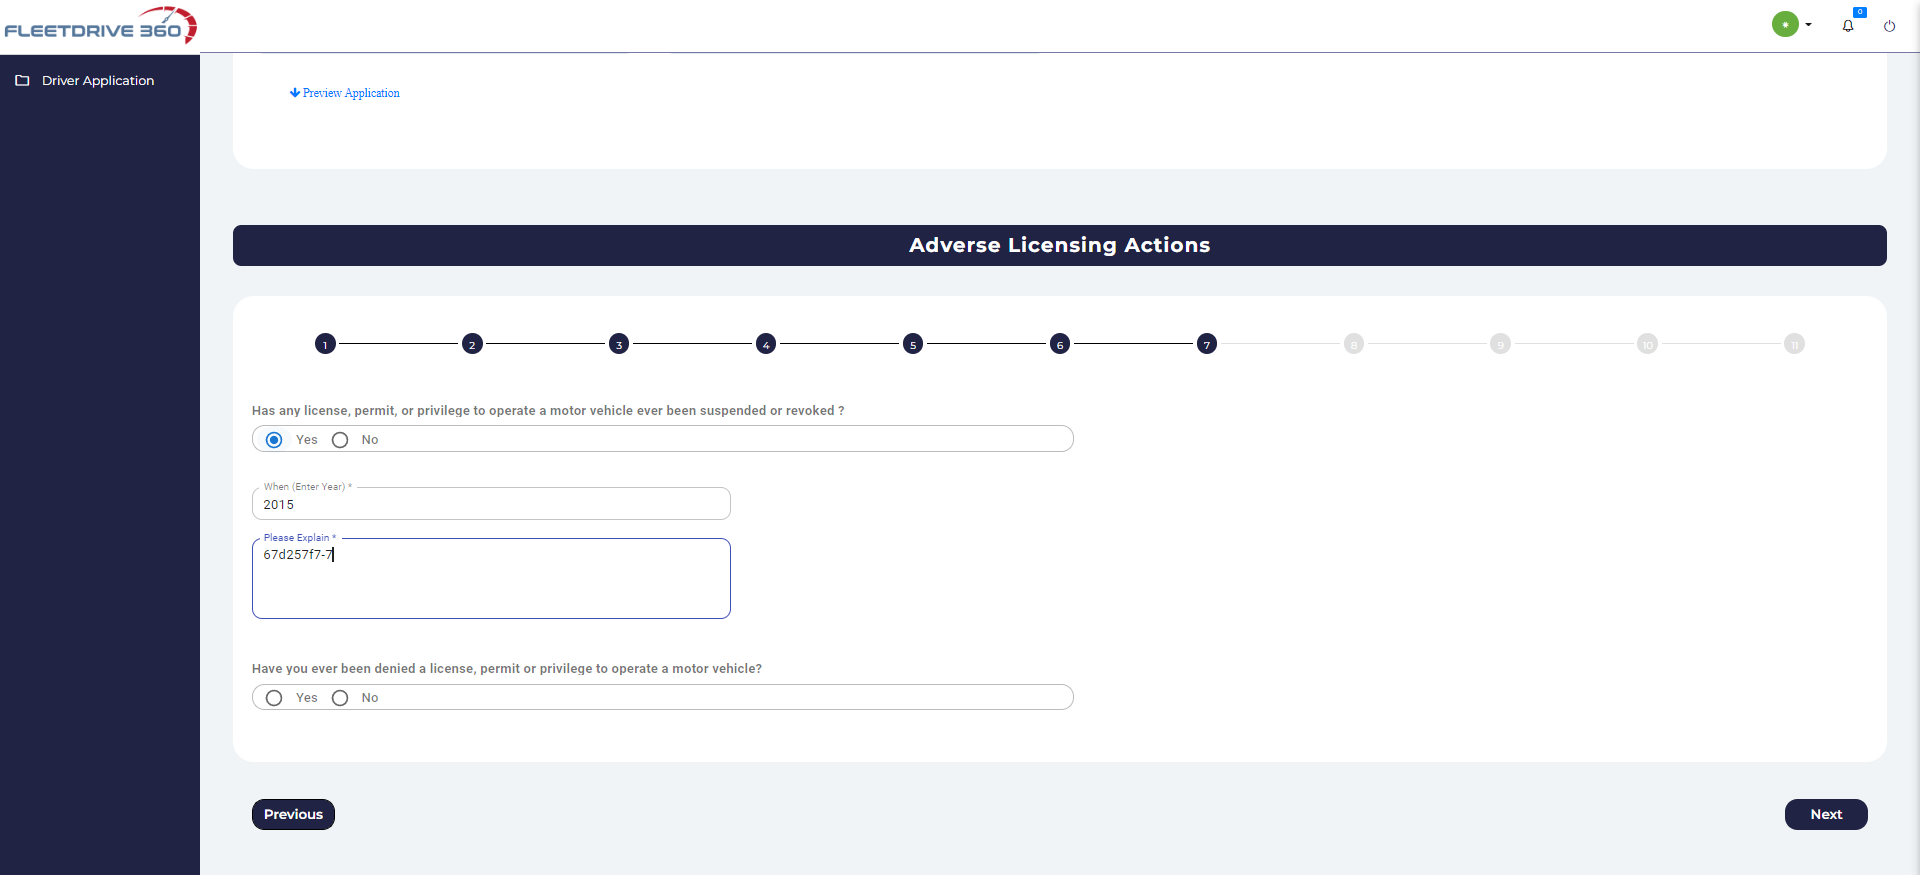 FLEETDRIVE 360
0
Driver Application
Preview Application
Adverse Licensing Actions
1 2 3 4 5 6 7 8 9 10 11
Has any license, permit, or privilege to operate a motor vehicle ever been suspended or revoked ?
Yes No
When (Enter Year) *
2015
Please Explain *
67d257f7-7
Have you ever been denied a license, permit or privilege to operate a motor vehicle?
Yes No
Previous Next